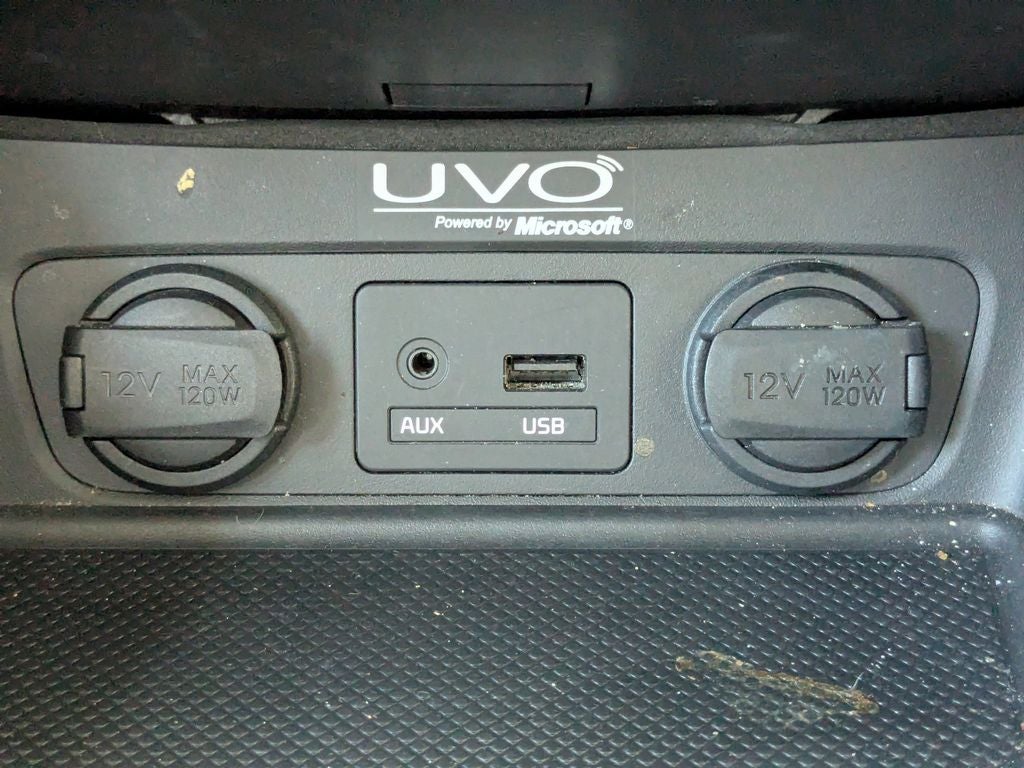 UVO
Powered by Microsoft®
12V MAX 120W
AUX USB
12V MAX 120W